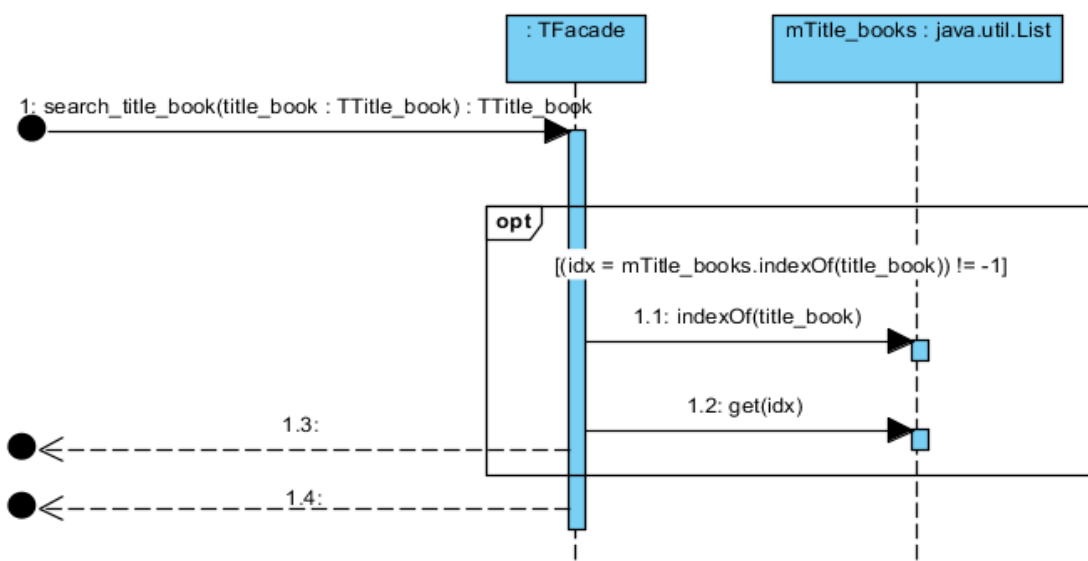 : TFacade
mTitle_books : java.util.List
1: search_title_book(title_book : TTitle_book) : TTitle_book
opt
[(idx = mTitle_books.indexOf(title_book)) != -1]
1.1: indexOf(title_book)
1.2: get(idx)
1.3:
1.4: